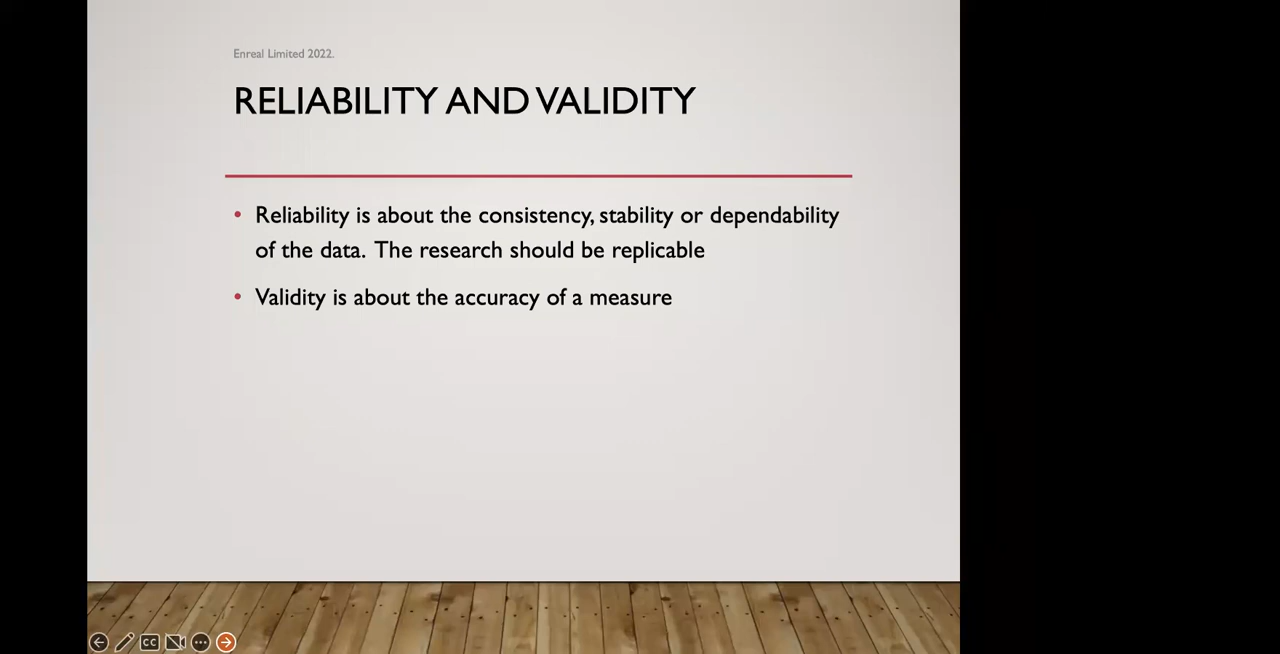 Enreal Limited 2022.
RELIABILITY AND VALIDITY
• Reliability is about the consistency, stability or dependability
of the data. The research should be replicable
• Validity is about the accuracy of a measure
CC